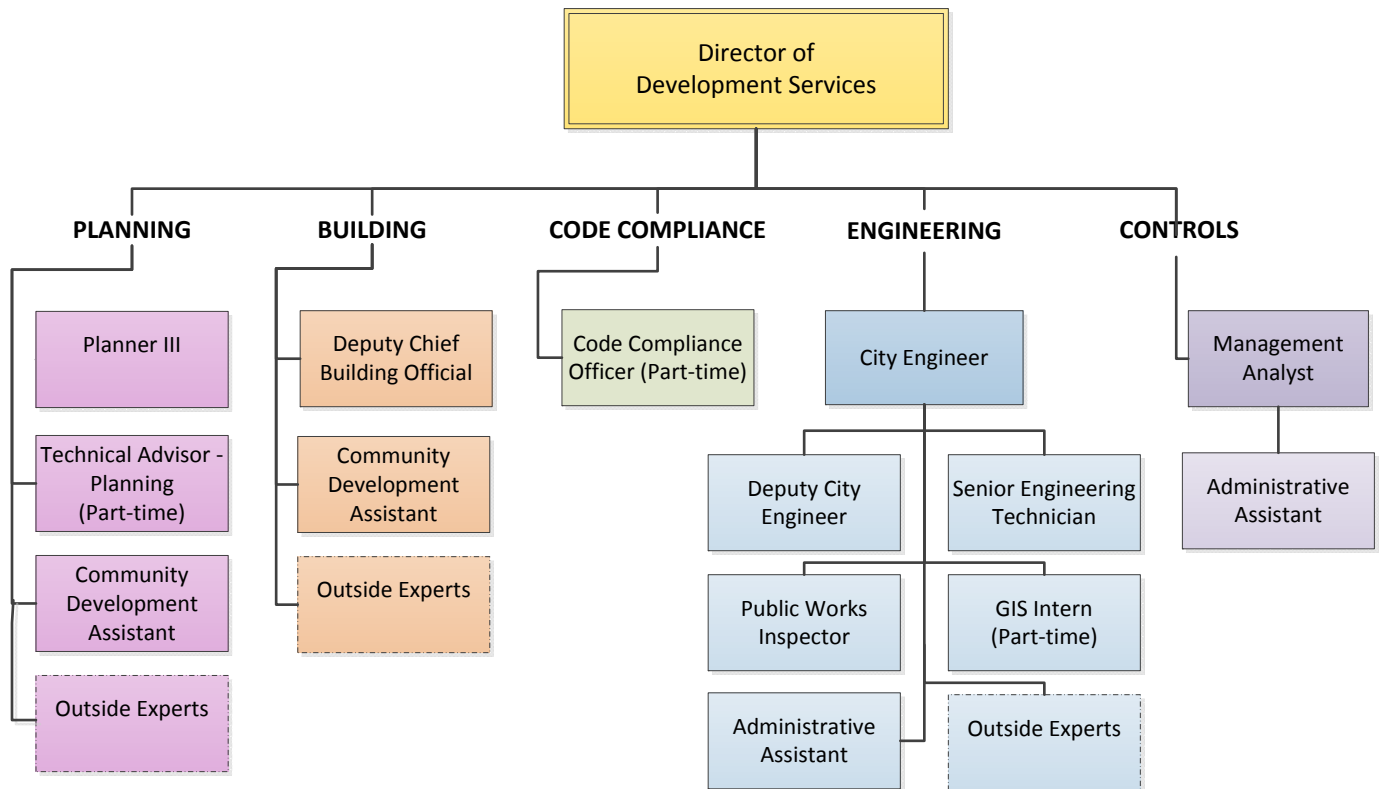 Director of
Development Services
PLANNING
BUILDING
CODE COMPLIANCE
ENGINEERING
CONTROLS
Planner III
Technical Advisor -
Planning
(Part-time)
Community
Development
Assistant
Outside Experts
Deputy Chief
Building Official
Community
Development
Assistant
Outside Experts
Code Compliance
Officer (Part-time)
City Engineer
Deputy City
Engineer
Senior Engineering
Technician
Public Works
Inspector
GIS Intern
(Part-time)
Administrative
Assistant
Outside Experts
Management
Analyst
Administrative
Assistant